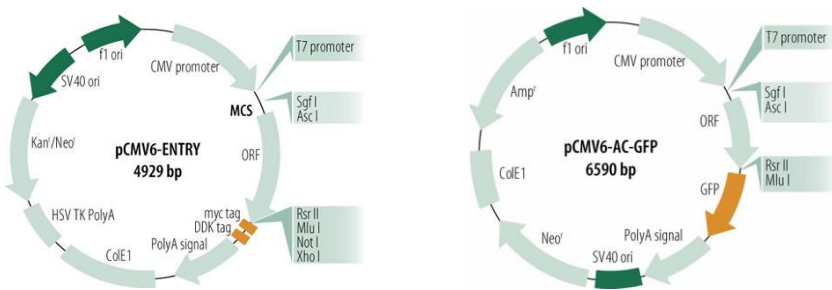 f1 ori
SV40 ori
CMV promoter
T7 promoter
MCS
Sgf I
Asc I
Kanʳ/Neoʳ
pCMV6-ENTRY
4929 bp
ORF
HSV TK PolyA
ColE1
PolyA signal
DDK tag
myc tag
Rsr II
Mlu I
Not I
Xho I
f1 ori
Ampʳ
CMV promoter
T7 promoter
Sgf I
Asc I
ORF
pCMV6-AC-GFP
6590 bp
ColE1
Rsr II
Mlu I
GFP
PolyA signal
SV40 ori
Neoʳ